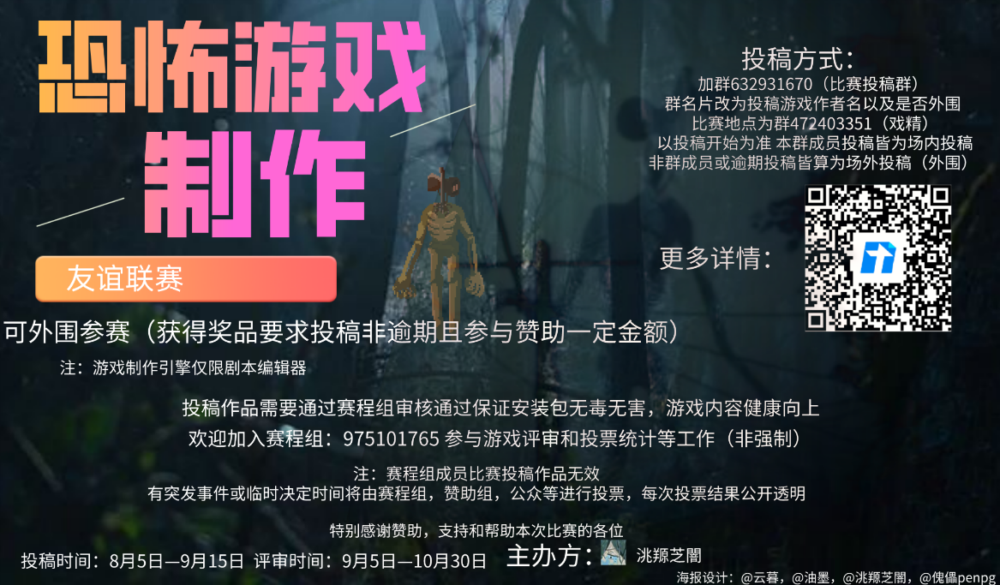 恐怖游戏
制作
友谊联赛
可外围参赛（获得奖品要求投稿非逾期且参与赞助一定金额）
注：游戏制作引擎仅限剧本编辑器
投稿方式：
加群632931670（比赛投稿群）
群名片改为投稿游戏作者名以及是否外围
比赛地点为群472403351（戏精）
以投稿开始为准 本群成员投稿皆为场内投稿
非群成员或逾期投稿皆算为场外投稿（外围）
更多详情：
投稿作品需要通过赛程组审核通过保证安装包无毒无害，游戏内容健康向上
欢迎加入赛程组：975101765 参与游戏评审和投票统计等工作（非强制）
注：赛程组成员比赛投稿作品无效
有突发事件或临时决定时间将由赛程组，赞助组，公众等进行投票，每次投票结果公开透明
特别感谢赞助，支持和帮助本次比赛的各位
投稿时间：8月5日—9月15日 评审时间：9月5日—10月30日 主办方： 洮颍芝闇
海报设计：@云暮，@油墨，@洮颍芝闇，@傀儡penpg